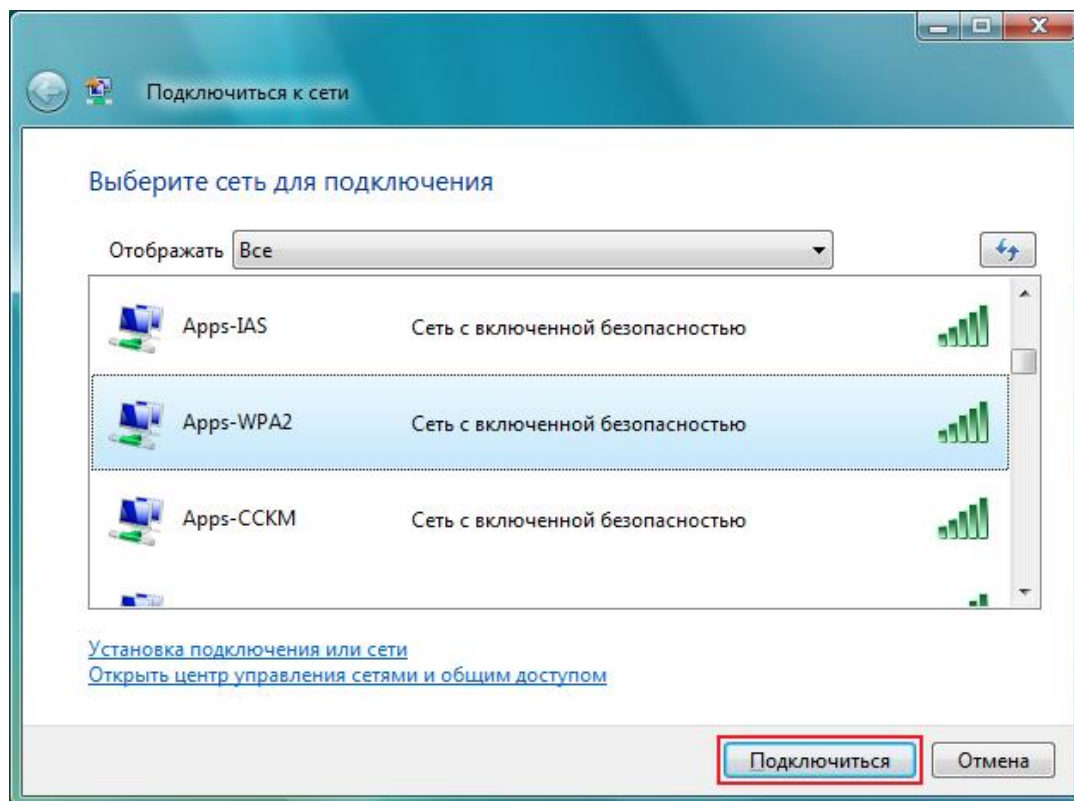 Подключиться к сети
Выберите сеть для подключения
Отображать Все
Apps-IAS Сеть с включенной безопасностью
Apps-WPA2 Сеть с включенной безопасностью
Apps-CCKM Сеть с включенной безопасностью
Установка подключения или сети
Открыть центр управления сетями и общим доступом
Подключиться Отмена